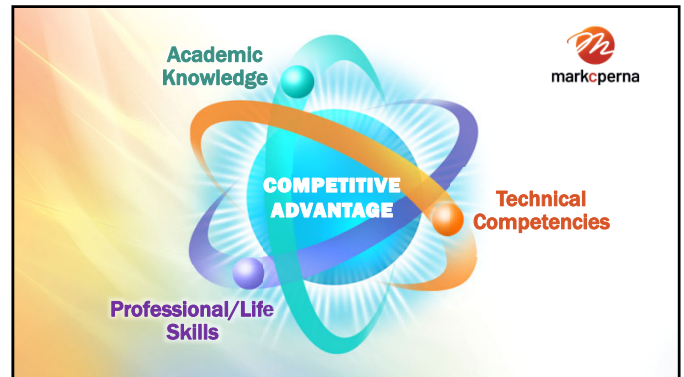 Academic
Knowledge
markcperna
COMPETITIVE
ADVANTAGE
Technical
Competencies
Professional/Life
Skills